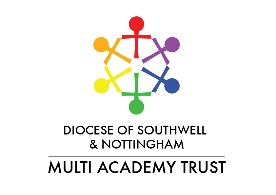 DIOCESE OF SOUTHWELL
& NOTTINGHAM
MULTI ACADEMY TRUST